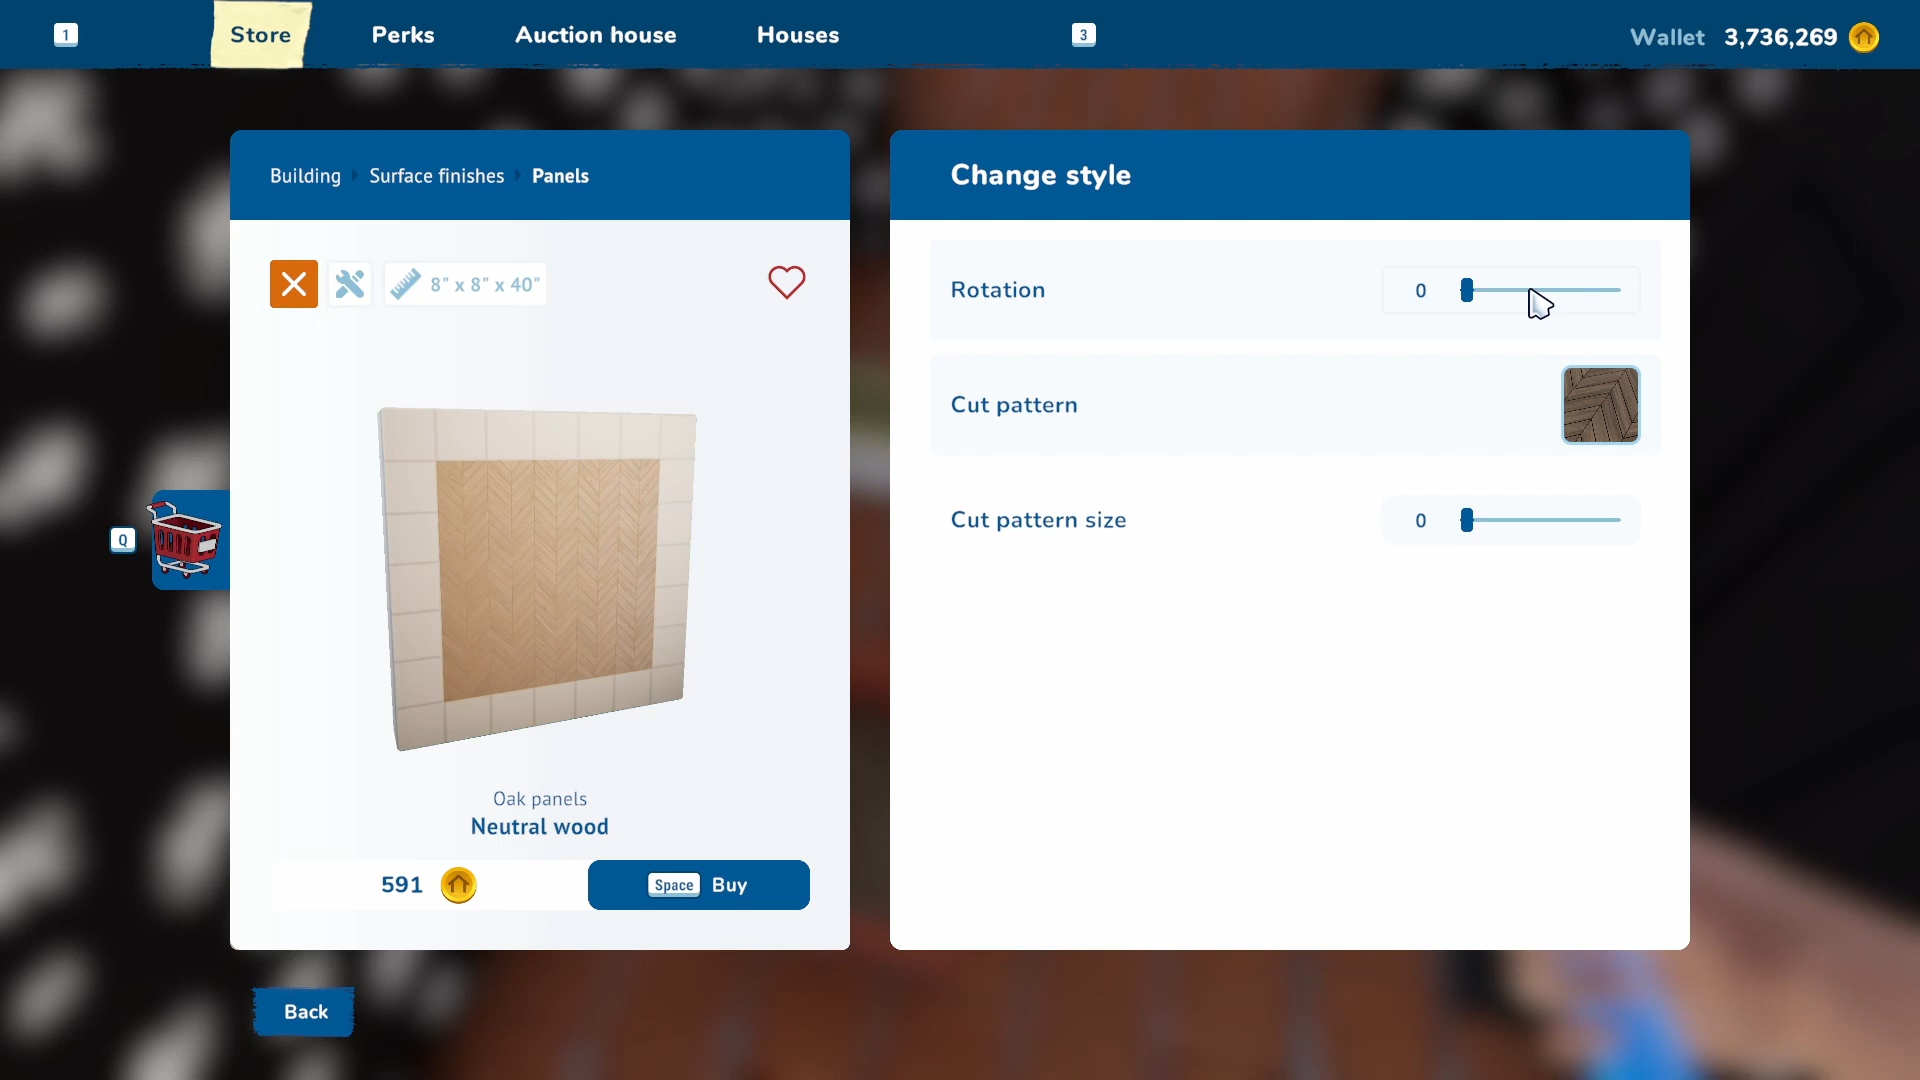 1
Store
Perks
Auction house
Houses
3
Wallet 3,736,269
Building
Surface finishes
Panels
Change style
8" x 8" x 40"
Rotation
0
Cut pattern
Cut pattern size
0
Q
Oak panels
Neutral wood
591
Space Buy
Back